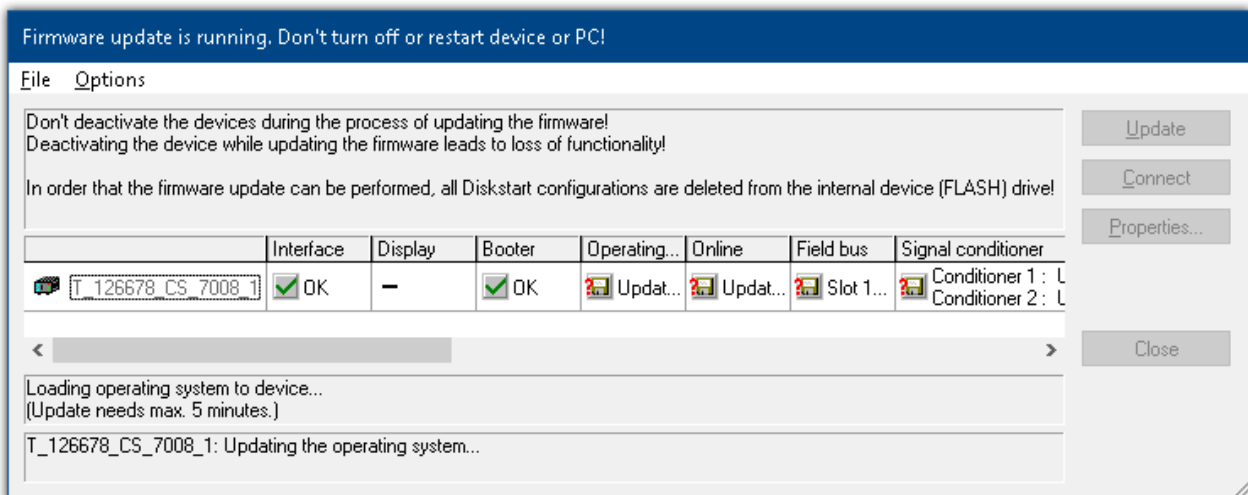 Firmware update is running. Don't turn off or restart device or PC!
File Options
Don't deactivate the devices during the process of updating the firmware!
Deactivating the device while updating the firmware leads to loss of functionality!
In order that the firmware update can be performed, all Diskstart configurations are deleted from the internal device (FLASH) drive!
Update
Connect
Properties...
Interface Display Booter Operating... Online Field bus Signal conditioner
T_126678_CS_7008_1 OK – OK Updat... Updat... Slot 1... Conditioner 1 : U
Conditioner 2 : U
Close
Loading operating system to device...
(Update needs max. 5 minutes.)
T_126678_CS_7008_1: Updating the operating system...